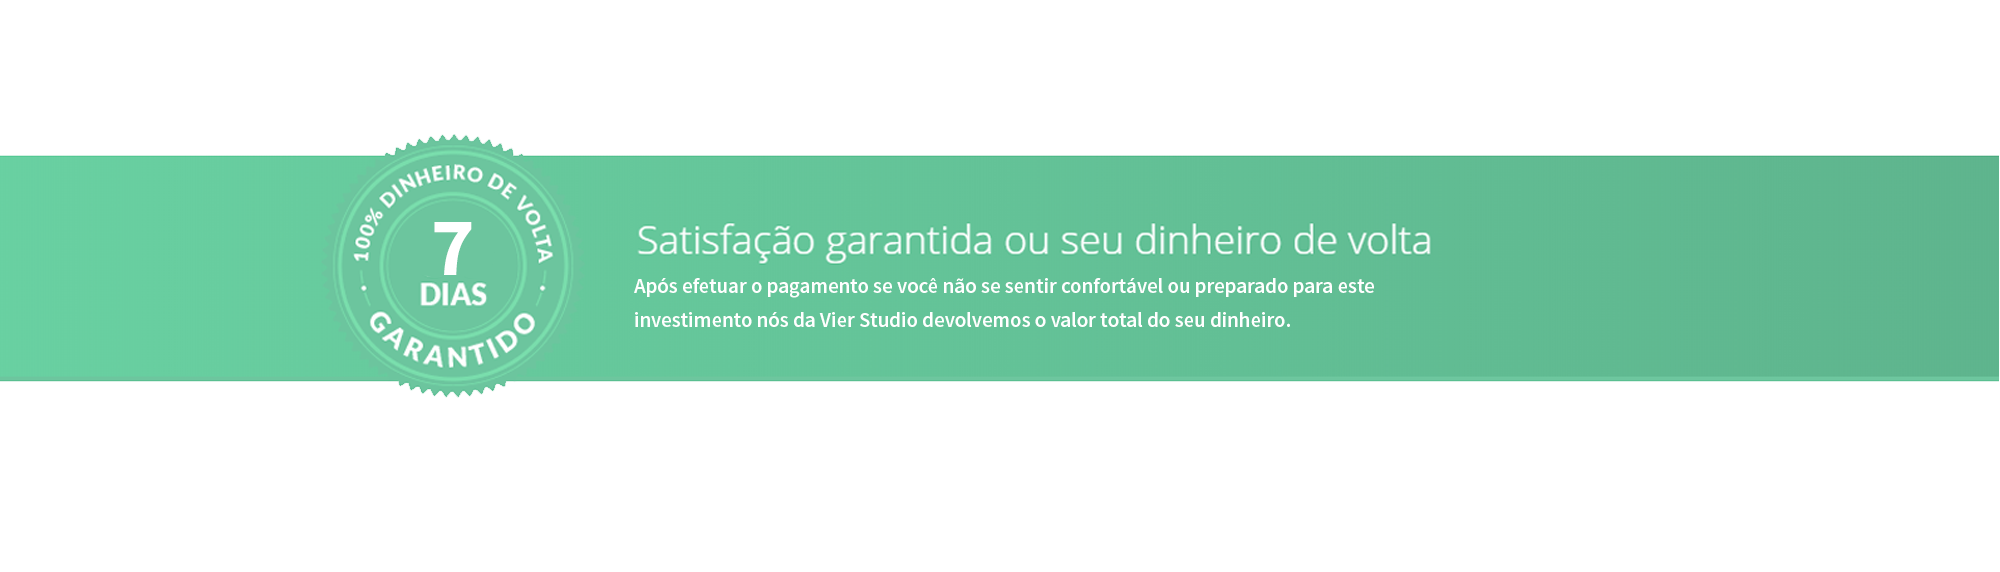 100% DINHEIRO DE VOLTA
7
DIAS
GARANTIDO
Satisfação garantida ou seu dinheiro de volta
Após efetuar o pagamento se você não se sentir confortável ou preparado para este
investimento nós da Vier Studio devolvemos o valor total do seu dinheiro.